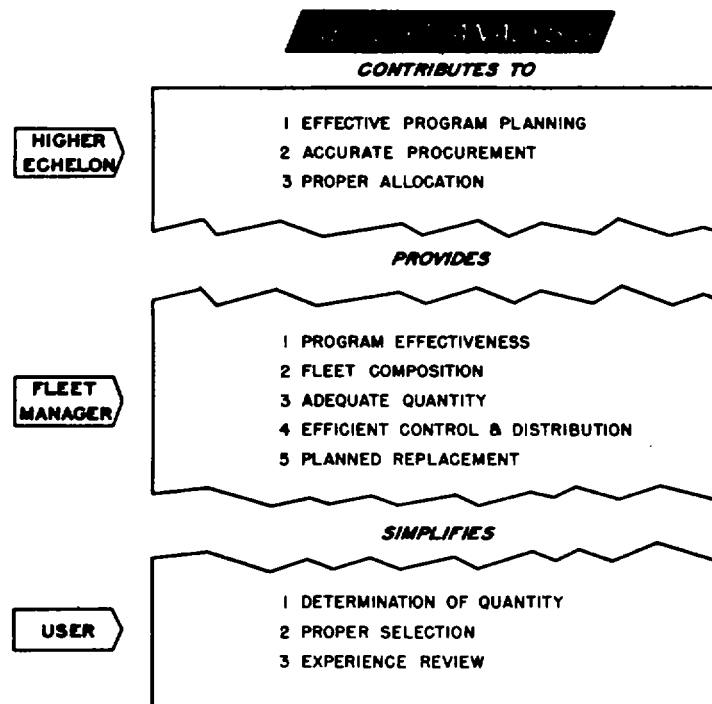 CONTRIBUTES TO
HIGHER
ECHELON
1 EFFECTIVE PROGRAM PLANNING
2 ACCURATE PROCUREMENT
3 PROPER ALLOCATION
PROVIDES
FLEET
MANAGER
1 PROGRAM EFFECTIVENESS
2 FLEET COMPOSITION
3 ADEQUATE QUANTITY
4 EFFICIENT CONTROL & DISTRIBUTION
5 PLANNED REPLACEMENT
SIMPLIFIES
USER
1 DETERMINATION OF QUANTITY
2 PROPER SELECTION
3 EXPERIENCE REVIEW